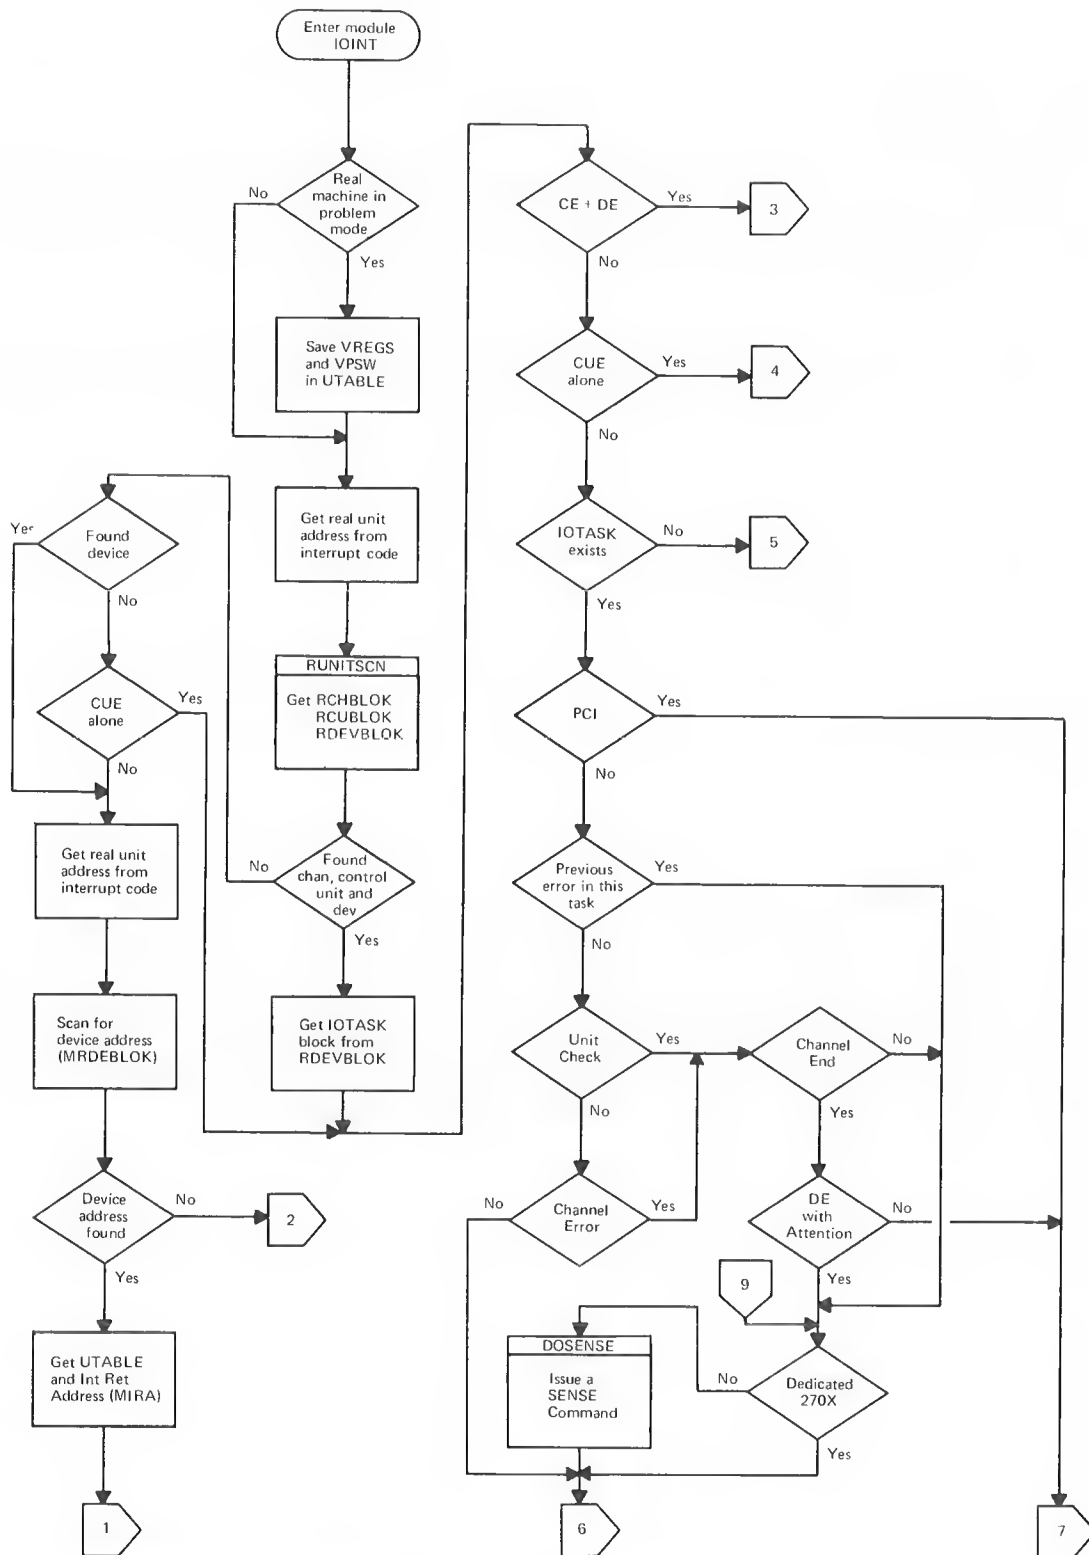 Enter module
IOINT
Real
machine in
problem
mode
No
Yes
Save VREGS
and VPSW
in UTABLE
Get real unit
address from
interrupt code
RUNITSCN
Get RCHBLOK
RCUBLOK
RDEVBLOK
Found
chan, control
unit and
dev
No
Yes
Get IOTASK
block from
RDEVBLOK
Found
device
Yes
No
CUE
alone
Yes
No
Get real unit
address from
interrupt code
Scan for
device address
(MRDEBLOK)
Device
address
found
No
2
Yes
Get UTABLE
and Int Ret
Address (MIRA)
1
CE + DE
Yes
3
No
CUE
alone
Yes
4
No
IOTASK
exists
No
5
Yes
PCI
Yes
No
Previous
error in this
task
Yes
No
Unit
Check
Yes
No
Channel
End
No
Yes
Channel
Error
No
Yes
DE
with
Attention
No
Yes
9
DOSENSE
Issue a
SENSE
Command
Dedicated
270X
No
Yes
6
7